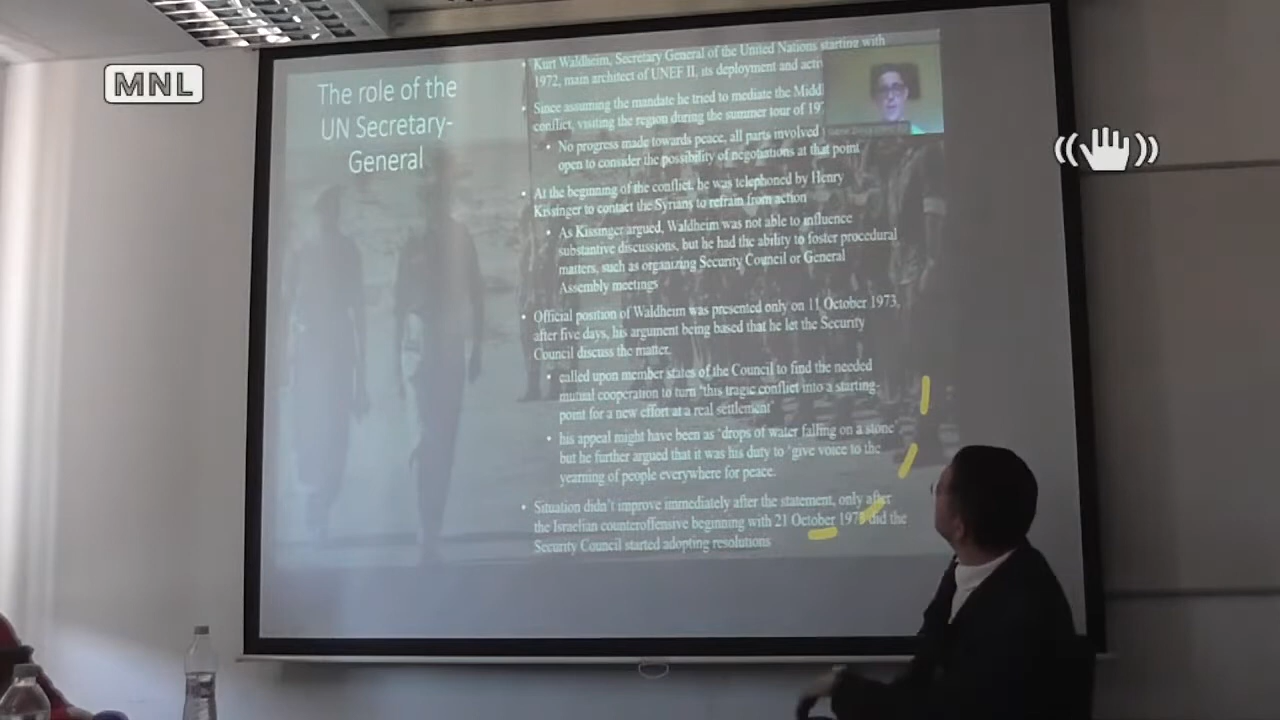 MNL
The role of the
UN Secretary-
General
• Kurt Waldheim, Secretary General of the United Nations starting with
1972, main architect of UNEF II, its deployment and
• Since assuming the mandate he tried to mediate the
conflict, visiting the region during the summer tour of
• No progress made towards peace, all parts involved
open to consider the possibility of negotiations at that point
• At the beginning of the conflict, he was telephoned by Henry
Kissinger to contact the Syrians to refrain from action
• As Kissinger argued, Waldheim was not able to influence
substantive discussions, but he had the ability to foster procedural
matters, such as organizing Security Council or General
Assembly meetings
• Official position of Waldheim was presented only on 11 October 1973,
after five days, his argument being based that he let the Security
Council discuss the matter.
• called upon member states of the Council to find the needed
mutual cooperation to turn "this tragic conflict into a starting-
point for a new effort at a real settlement"
• his appeal might have been as "drops of water falling on a stone"
but he further argued that it was his duty to "give voice to the
yearning of people everywhere for peace.
• Situation didn't improve immediately after the statement, only after
the Israelian counteroffensive beginning with 21 October 1973 did the
Security Council started adopting resolutions